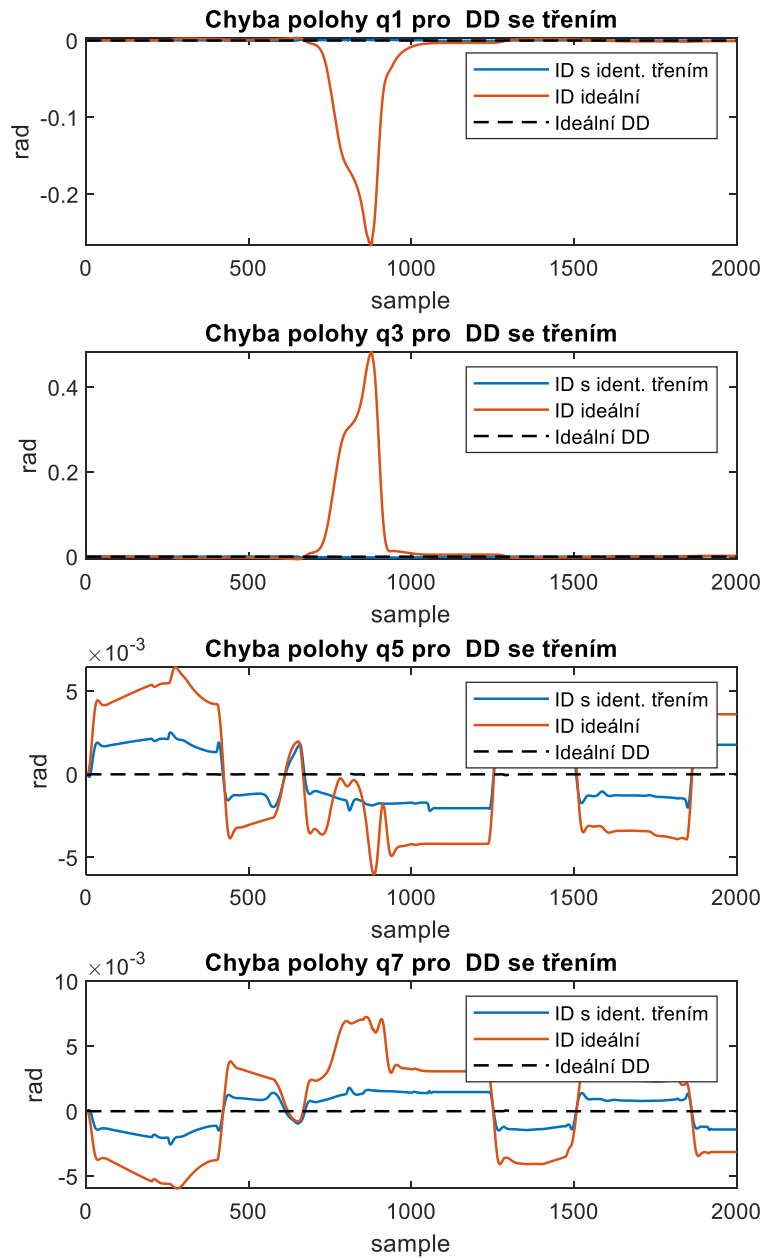 Chyba polohy q1 pro  DD se třením
0
-0.1
-0.2
rad
ID s ident. třením
ID ideální
Ideální DD
0 500 1000 1500 2000
sample
Chyba polohy q3 pro  DD se třením
0.4
0.2
0
rad
ID s ident. třením
ID ideální
Ideální DD
0 500 1000 1500 2000
sample
×10-3
Chyba polohy q5 pro  DD se třením
5
0
-5
rad
ID s ident. třením
ID ideální
Ideální DD
0 500 1000 1500 2000
sample
×10-3
Chyba polohy q7 pro  DD se třením
10
5
0
-5
rad
ID s ident. třením
ID ideální
Ideální DD
0 500 1000 1500 2000
sample